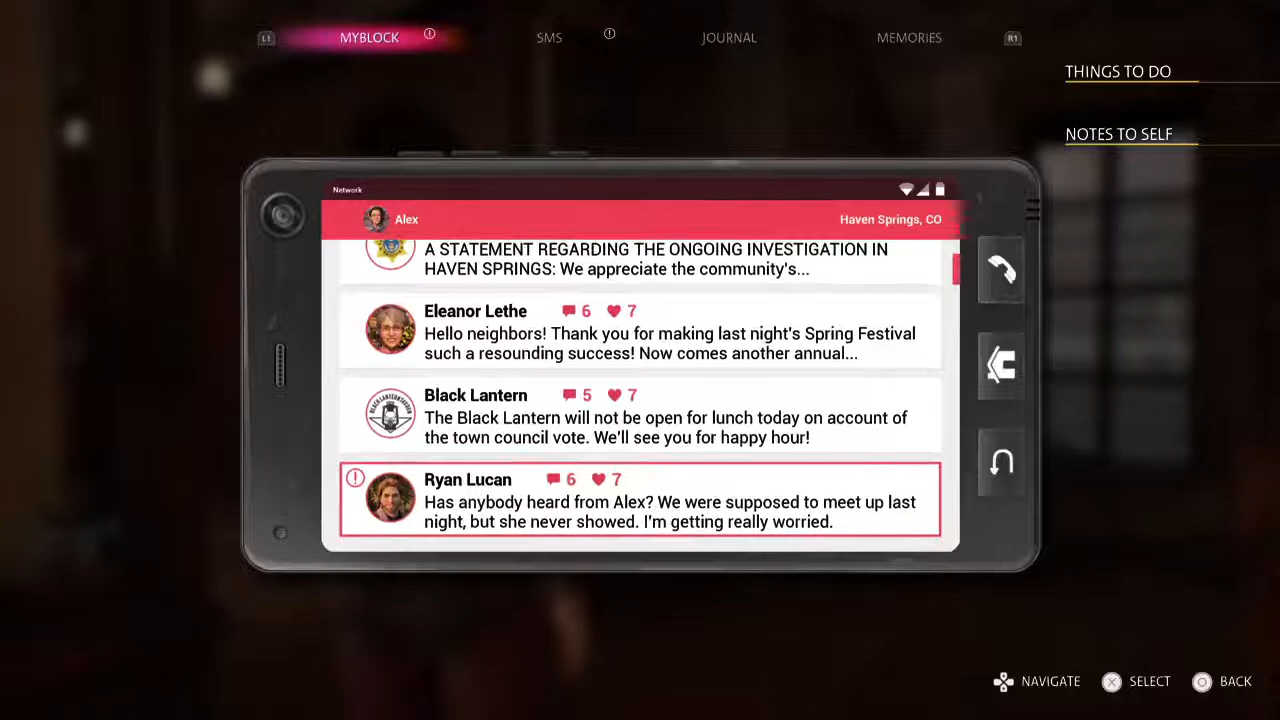 L1
MYBLOCK
SMS
JOURNAL
MEMORIES
R1
THINGS TO DO
NOTES TO SELF
Network
Alex
Haven Springs, CO
A STATEMENT REGARDING THE ONGOING INVESTIGATION IN
HAVEN SPRINGS: We appreciate the community's...
Eleanor Lethe 6 7
Hello neighbors! Thank you for making last night's Spring Festival
such a resounding success! Now comes another annual...
Black Lantern 5 7
The Black Lantern will not be open for lunch today on account of
the town council vote. We'll see you for happy hour!
Ryan Lucan 6 7
Has anybody heard from Alex? We were supposed to meet up last
night, but she never showed. I'm getting really worried.
NAVIGATE
SELECT
BACK